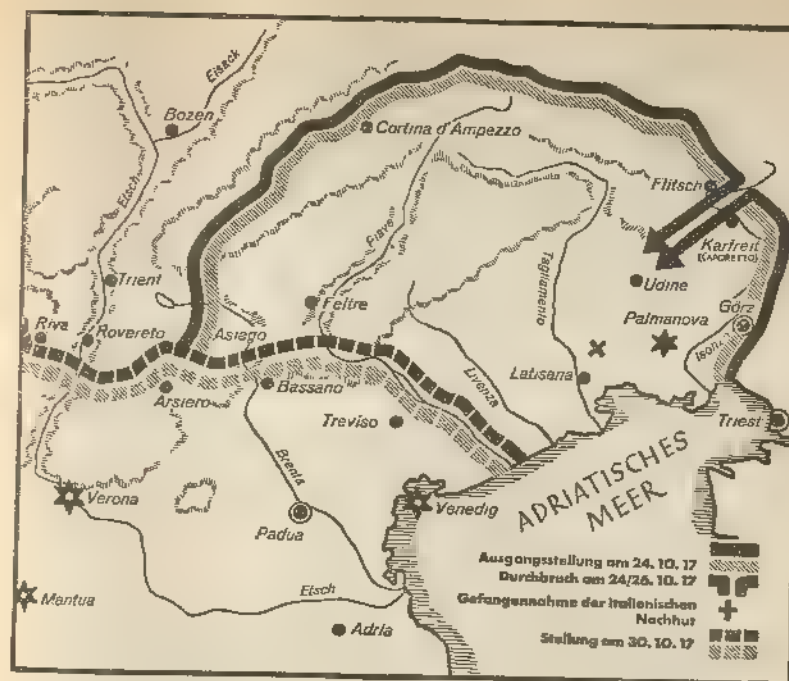 Eisack
Bozen
Cortina d'Ampezzo
Etsch
Flitsch
Piave
Karfreit
(KAPORETTO)
Trient
Tagliamento
Udine
Feltre
Görz
Riva
Rovereto
Asiago
Palmanova
Livenza
Latisana
Arsiero
Bassano
Treviso
Triest
Brenta
Verona
Venedig
ADRIATISCHES
MEER
Padua
Ausgangsstellung am 24. 10. 17
Durchbruch am 24/26. 10. 17
Mantua
Etsch
Gefangennahme der italienischen
Nachhut
Adria
Stellung am 30. 10. 17